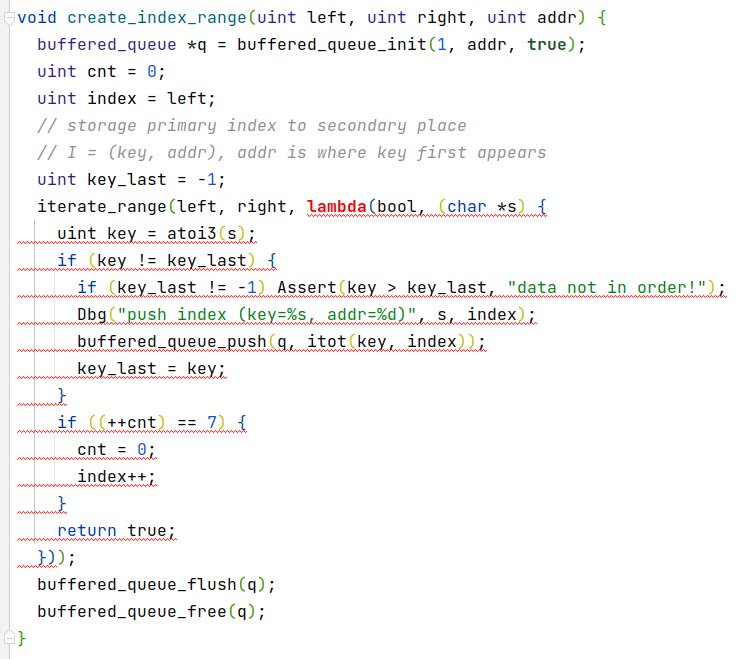 void create_index_range(uint left, uint right, uint addr) {
  buffered_queue *q = buffered_queue_init(1, addr, true);
  uint cnt = 0;
  uint index = left;
  // storage primary index to secondary place
  // I = (key, addr), addr is where key first appears
  uint key_last = -1;
  iterate_range(left, right, lambda(bool, (char *s) {
    uint key = atoi3(s);
    if (key != key_last) {
      if (key_last != -1) Assert(key > key_last, "data not in order!");
      Dbg("push index (key=%s, addr=%d)", s, index);
      buffered_queue_push(q, itot(key, index));
      key_last = key;
    }
    if ((++cnt) == 7) {
      cnt = 0;
      index++;
    }
    return true;
  }));
  buffered_queue_flush(q);
  buffered_queue_free(q);
}